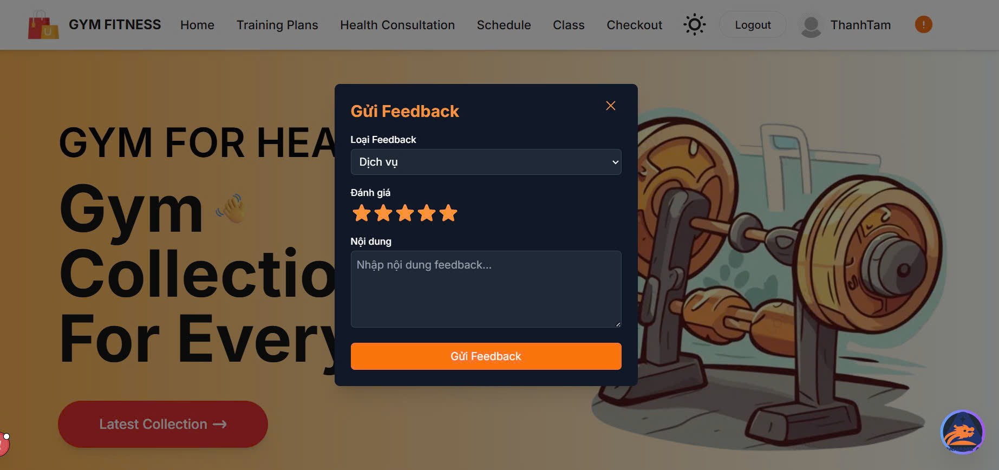 GYM FITNESS Home Training Plans Health Consultation Schedule Class Checkout Logout ThanhTam
GYM FOR HEA
Gym
Collectio
For Every
Latest Collection →
Gửi Feedback
Loại Feedback
Dịch vụ
Đánh giá
Nội dung
Nhập nội dung feedback...
Gửi Feedback